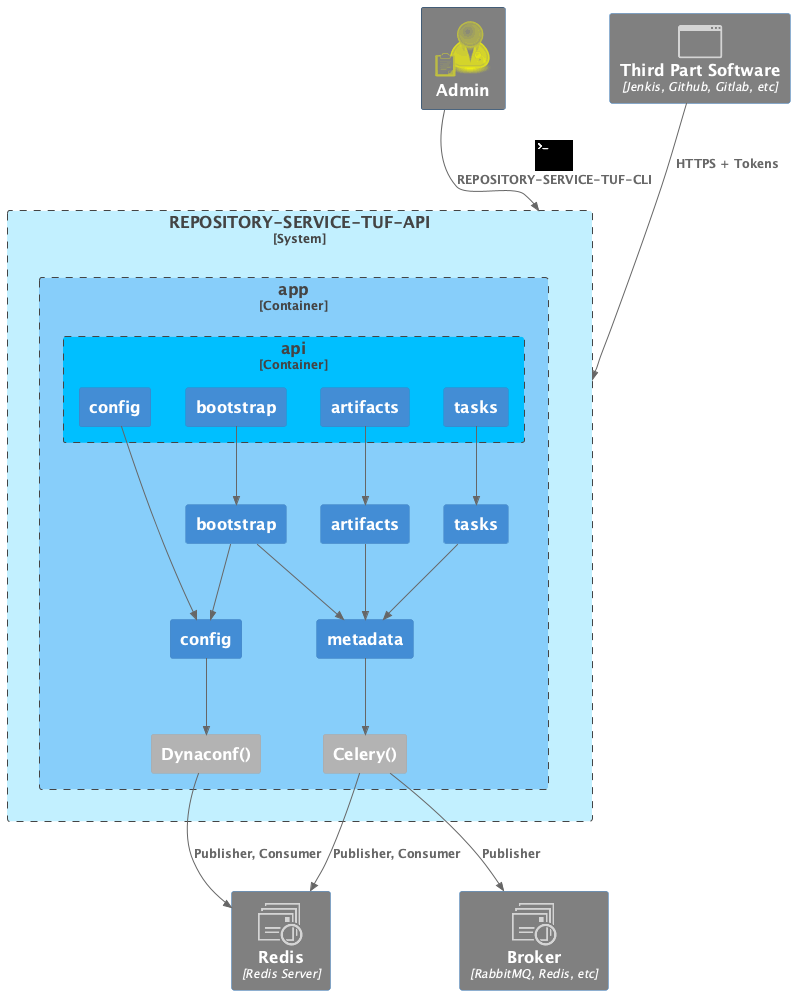 Admin
Third Part Software
[Jenkis, Github, Gitlab, etc]
>_
REPOSITORY-SERVICE-TUF-CLI
HTTPS + Tokens
REPOSITORY-SERVICE-TUF-API
[System]
app
[Container]
api
[Container]
config
bootstrap
artifacts
tasks
bootstrap
artifacts
tasks
config
metadata
Dynaconf()
Celery()
Publisher, Consumer
Publisher, Consumer
Publisher
Redis
[Redis Server]
Broker
[RabbitMQ, Redis, etc]